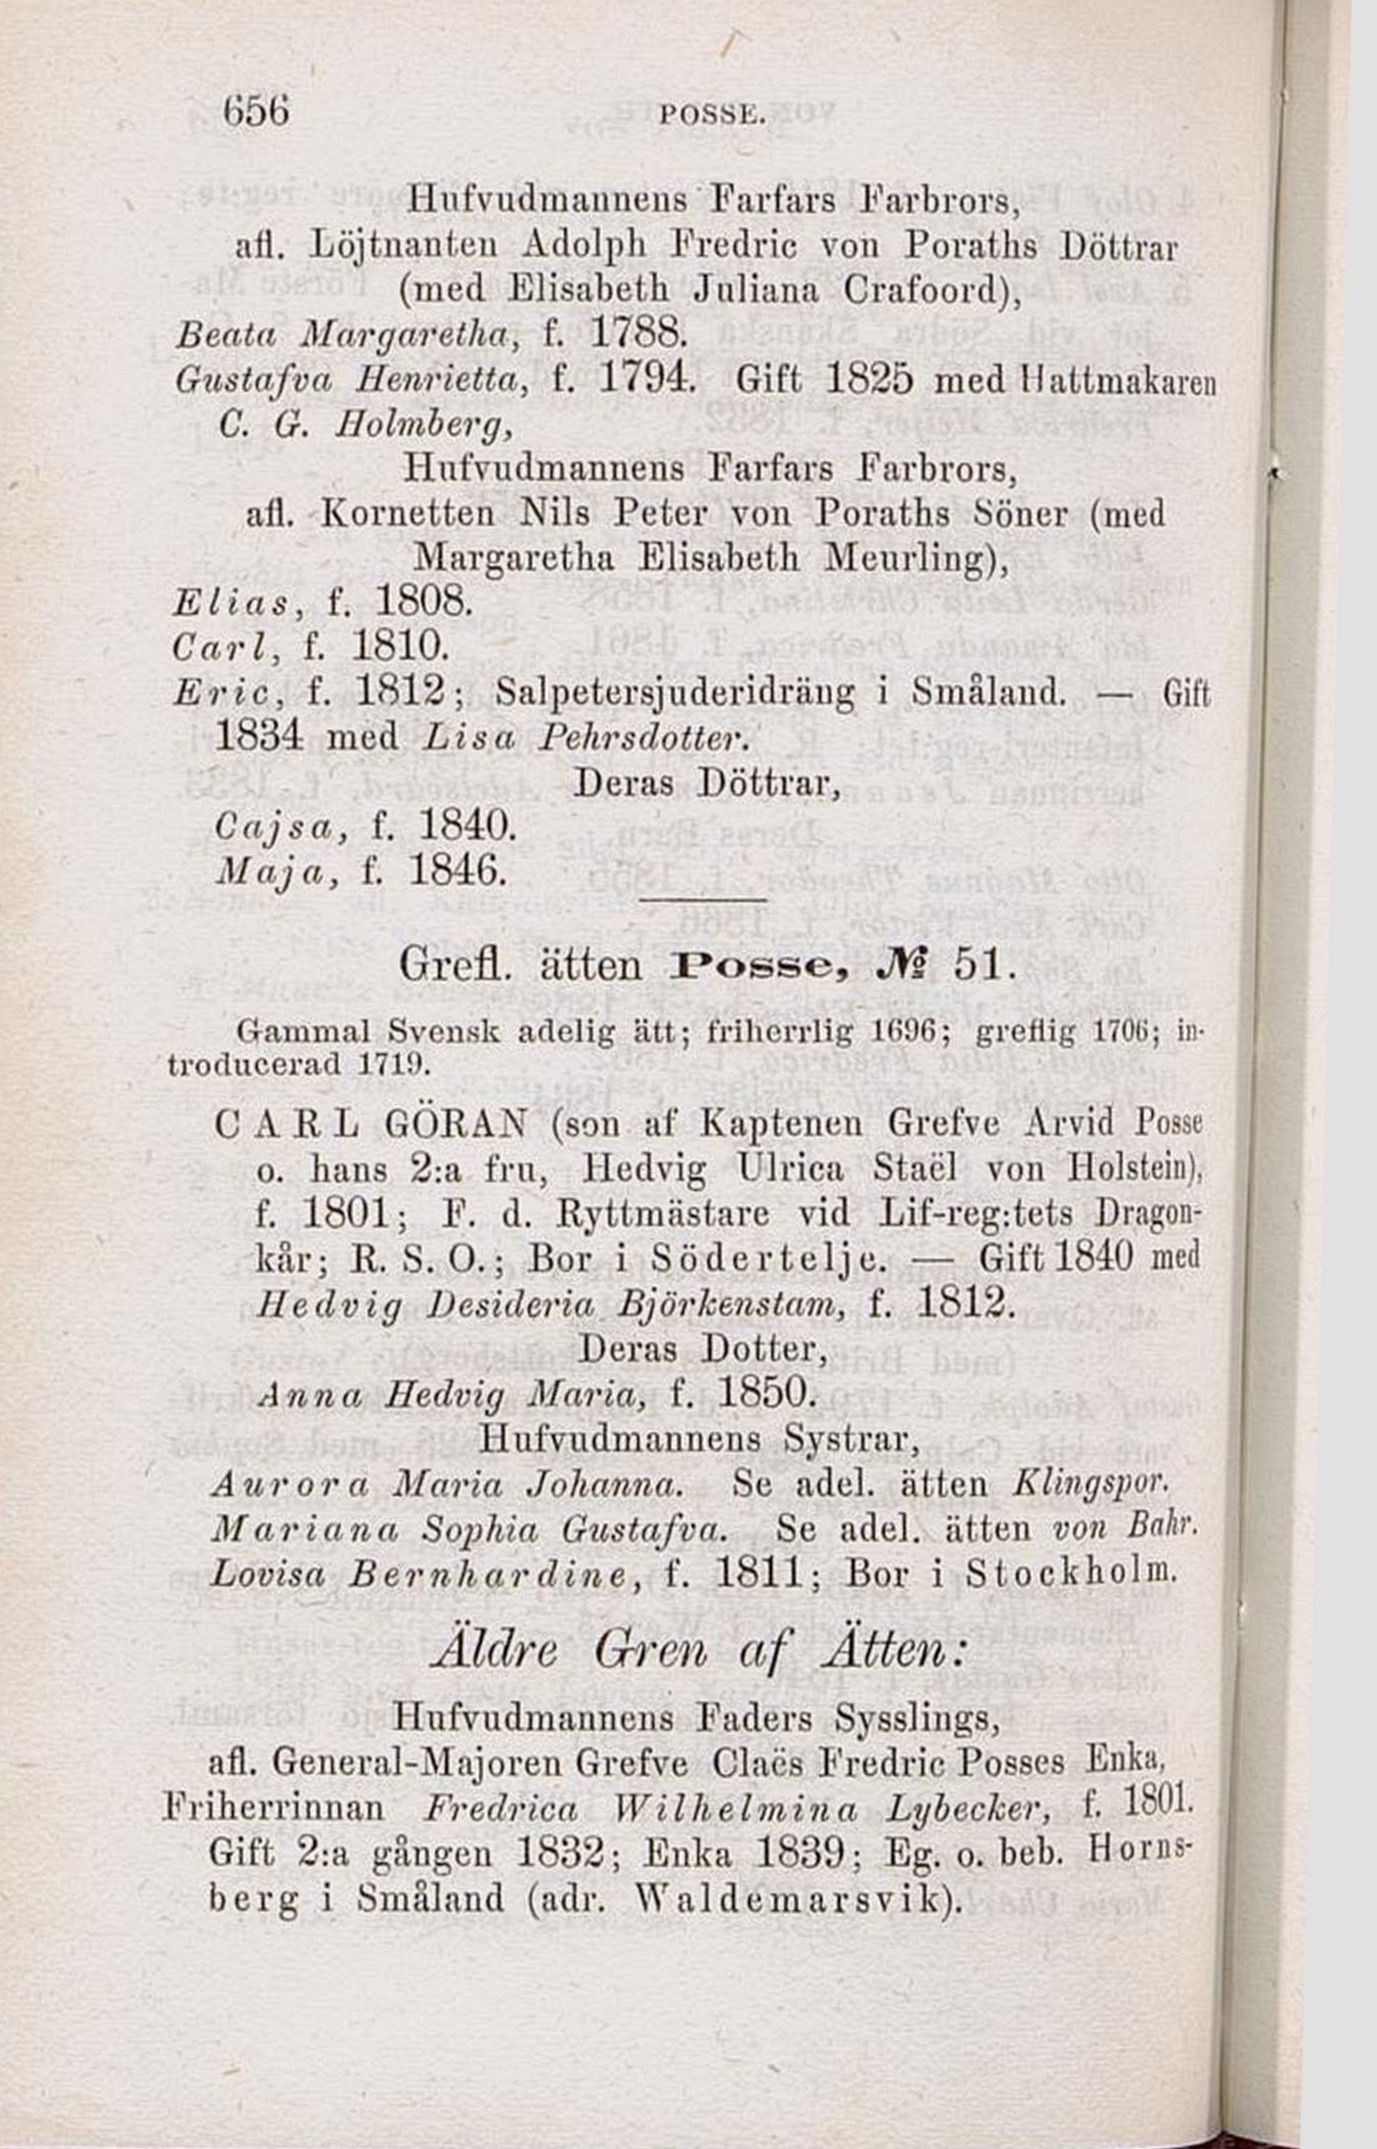 656
POSSE.
Hufvudmannens Farfars Farbrors,
afl. Löjtnanten Adolph Fredric von Poraths Döttrar
(med Elisabeth Juliana Crafoord),
Beata Margaretha, f. 1788.
Gustafva Henrietta, f. 1794. Gift 1825 med Hattmakaren
C. G. Holmberg,
Hufvudmannens Farfars Farbrors,
afl. Kornetten Nils Peter von Poraths Söner (med
Margaretha Elisabeth Meurling),
Elias, f. 1808.
Carl, f. 1810.
Eric, f. 1812; Salpetersjuderidräng i Småland. — Gift
1834 med Lisa Pehrsdotter.
Deras Döttrar,
Cajsa, f. 1840.
Maja, f. 1846.
Grefl. ätten Posse, № 51.
Gammal Svensk adelig ätt; friherrlig 1696; greflig 1706; in-
troducerad 1719.
CARL GÖRAN (son af Kaptenen Grefve Arvid Posse
o. hans 2:a fru, Hedvig Ulrica Staël von Holstein),
f. 1801; F. d. Ryttmästare vid Lif-reg:tets Dragon-
kår; R. S. O.; Bor i Södertelje. — Gift 1840 med
Hedvig Desideria Björkenstam, f. 1812.
Deras Dotter,
Anna Hedvig Maria, f. 1850.
Hufvudmannens Systrar,
Aurora Maria Johanna. Se adel. ätten Klingspor.
Mariana Sophia Gustafva. Se adel. ätten von Bahr.
Lovisa Bernhardine, f. 1811; Bor i Stockholm.
Äldre Gren af Ätten:
Hufvudmannens Faders Sysslings,
afl. General-Majoren Grefve Claës Fredric Posses Enka,
Friherrinnan Fredrica Wilhelmina Lybecker, f. 1801.
Gift 2:a gången 1832; Enka 1839; Eg. o. beb. Horns-
berg i Småland (adr. Waldemarsvik).